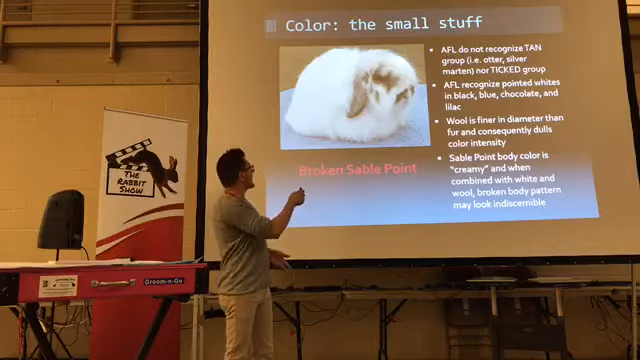 Color: the small stuff
AFL do not recognize TAN
group (i.e. otter, silver
marten) nor TICKED group
AFL recognize pointed whites
in black, blue, chocolate, and
lilac
Wool is finer in diameter than
fur and consequently dulls
color intensity
Sable Point body color is
"creamy" and when
combined with white and
wool, broken body pattern
may look indiscernible
Broken Sable Point
THE
RABBIT
SHOW
Groom-n-Go